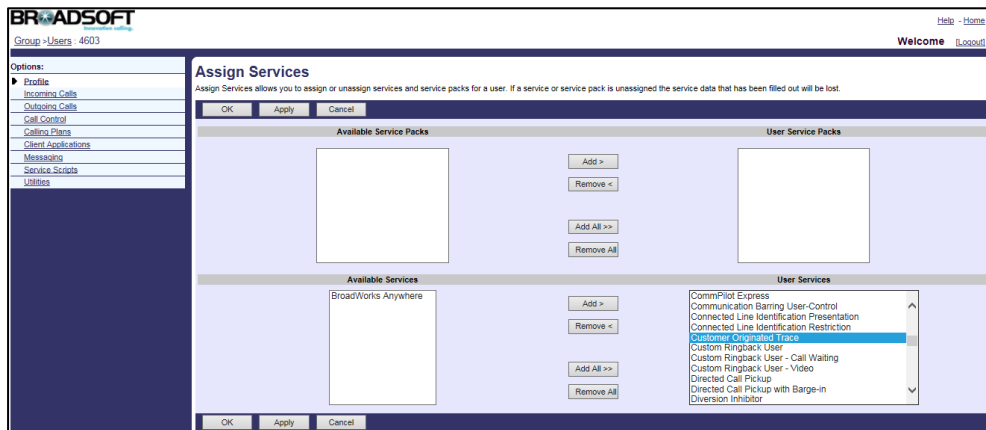 BROADSOFT
Innovation calling.
Help - Home
Group >Users : 4603
Welcome [Logout]
Options:
Profile
Incoming Calls
Outgoing Calls
Call Control
Calling Plans
Client Applications
Messaging
Service Scripts
Utilities
Assign Services
Assign Services allows you to assign or unassign services and service packs for a user. If a service or service pack is unassigned the service data that has been filled out will be lost.
OK Apply Cancel
Available Service Packs User Service Packs
Add >
Remove <
Add All >>
Remove All
Available Services User Services
BroadWorks Anywhere
Add >
Remove <
Add All >>
Remove All
CommPilot Express
Communication Barring User-Control
Connected Line Identification Presentation
Connected Line Identification Restriction
Customer Originated Trace
Custom Ringback User
Custom Ringback User - Call Waiting
Custom Ringback User - Video
Directed Call Pickup
Directed Call Pickup with Barge-in
Diversion Inhibitor
OK Apply Cancel